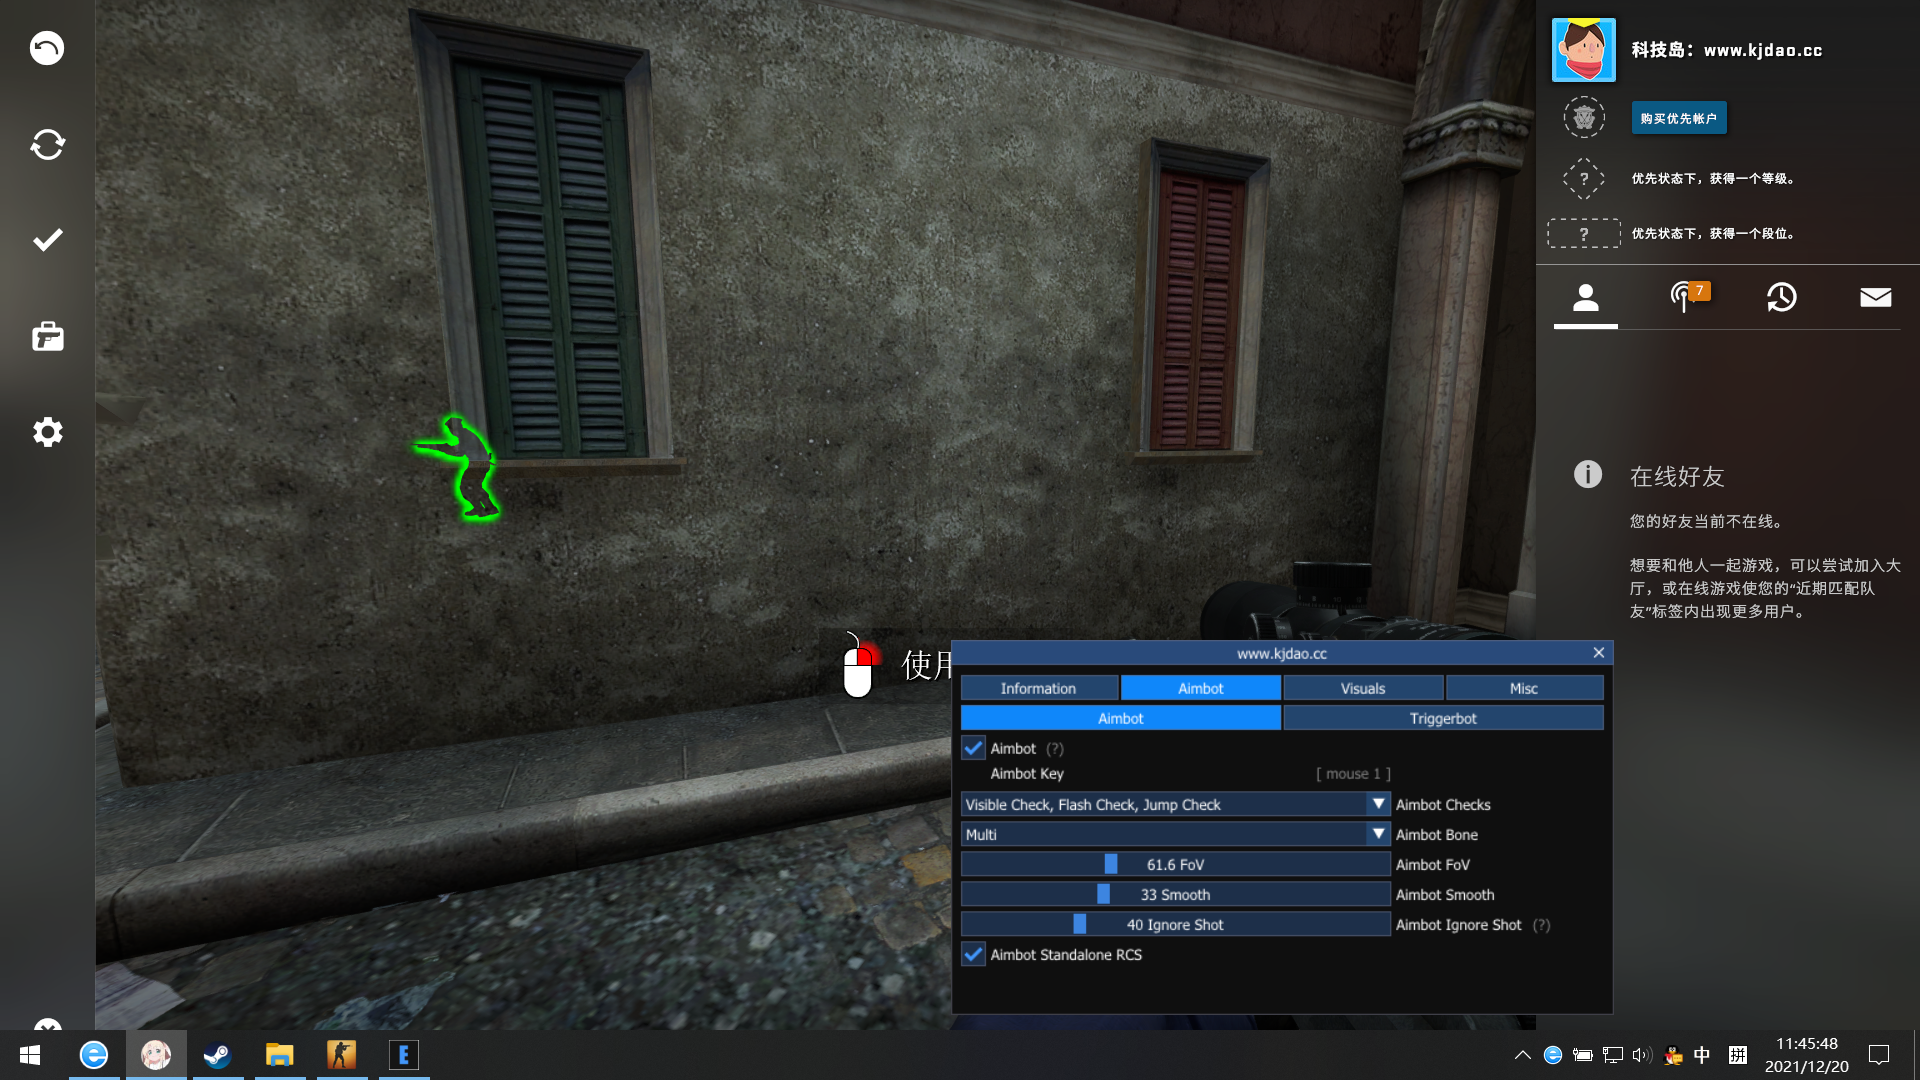 科技岛：www.kjdao.cc
购买优先帐户
?
优先状态下，获得一个等级。
?
优先状态下，获得一个段位。
7
在线好友
您的好友当前不在线。
想要和他人一起游戏，可以尝试加入大
厅，或在线游戏使您的“近期匹配队
友”标签内出现更多用户。
使用
www.kjdao.cc
Information Aimbot Visuals Misc
Aimbot Triggerbot
Aimbot (?)
Aimbot Key [ mouse 1 ]
Visible Check, Flash Check, Jump Check Aimbot Checks
Multi Aimbot Bone
61.6 FoV Aimbot FoV
33 Smooth Aimbot Smooth
40 Ignore Shot Aimbot Ignore Shot (?)
Aimbot Standalone RCS
E
中
拼
11:45:48
2021/12/20